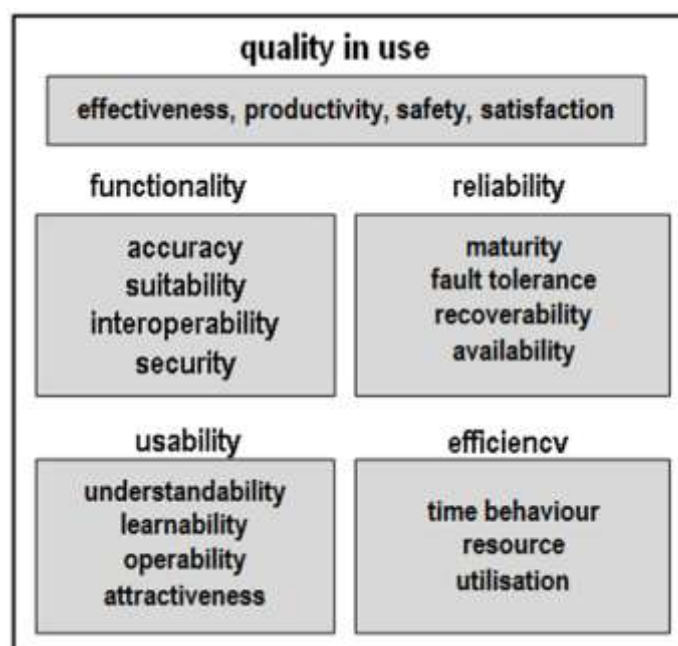 quality in use
effectiveness, productivity, safety, satisfaction
functionality
accuracy
suitability
interoperability
security
reliability
maturity
fault tolerance
recoverability
availability
usability
understandability
learnability
operability
attractiveness
efficiency
time behaviour
resource
utilisation